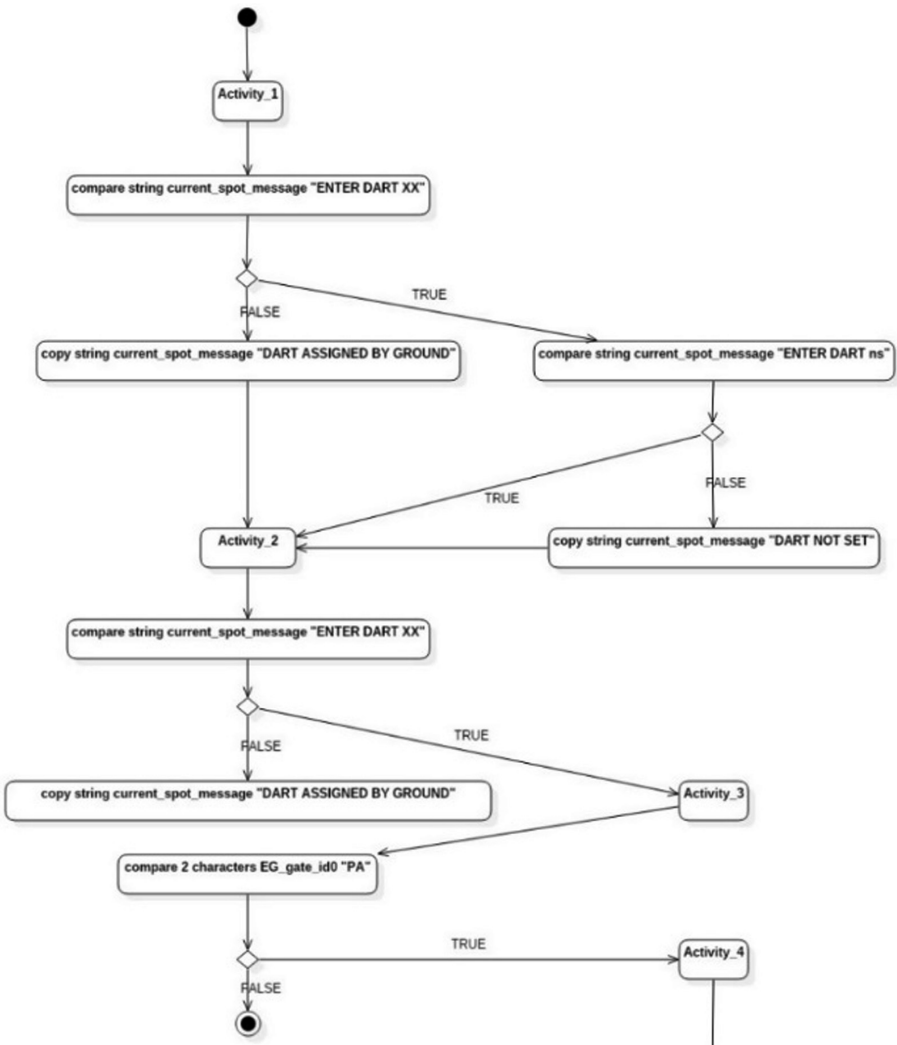 Activity_1
compare string current_spot_message "ENTER DART XX"
TRUE
FALSE
copy string current_spot_message "DART ASSIGNED BY GROUND"
compare string current_spot_message "ENTER DART ns"
TRUE
FALSE
Activity_2
copy string current_spot_message "DART NOT SET"
compare string current_spot_message "ENTER DART XX"
TRUE
FALSE
copy string current_spot_message "DART ASSIGNED BY GROUND"
Activity_3
compare 2 characters EG_gate_id0 "PA"
TRUE
Activity_4
FALSE